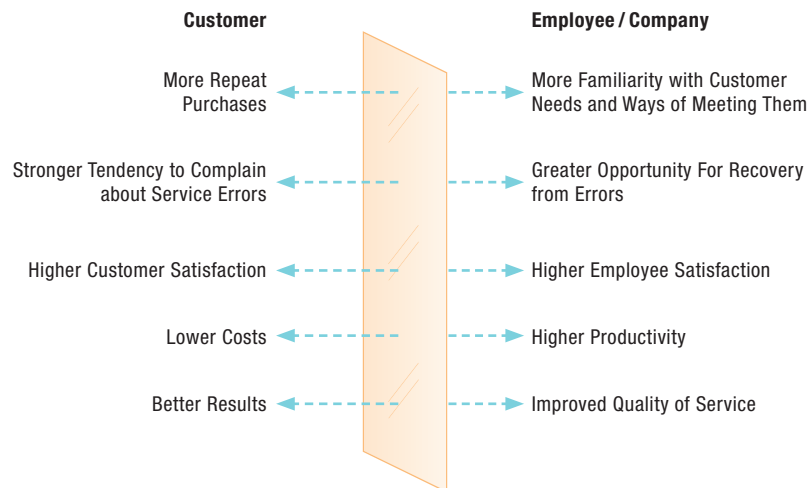 Customer
Employee / Company
More Repeat
Purchases
More Familiarity with Customer
Needs and Ways of Meeting Them
Stronger Tendency to Complain
about Service Errors
Greater Opportunity For Recovery
from Errors
Higher Customer Satisfaction
Higher Employee Satisfaction
Lower Costs
Higher Productivity
Better Results
Improved Quality of Service